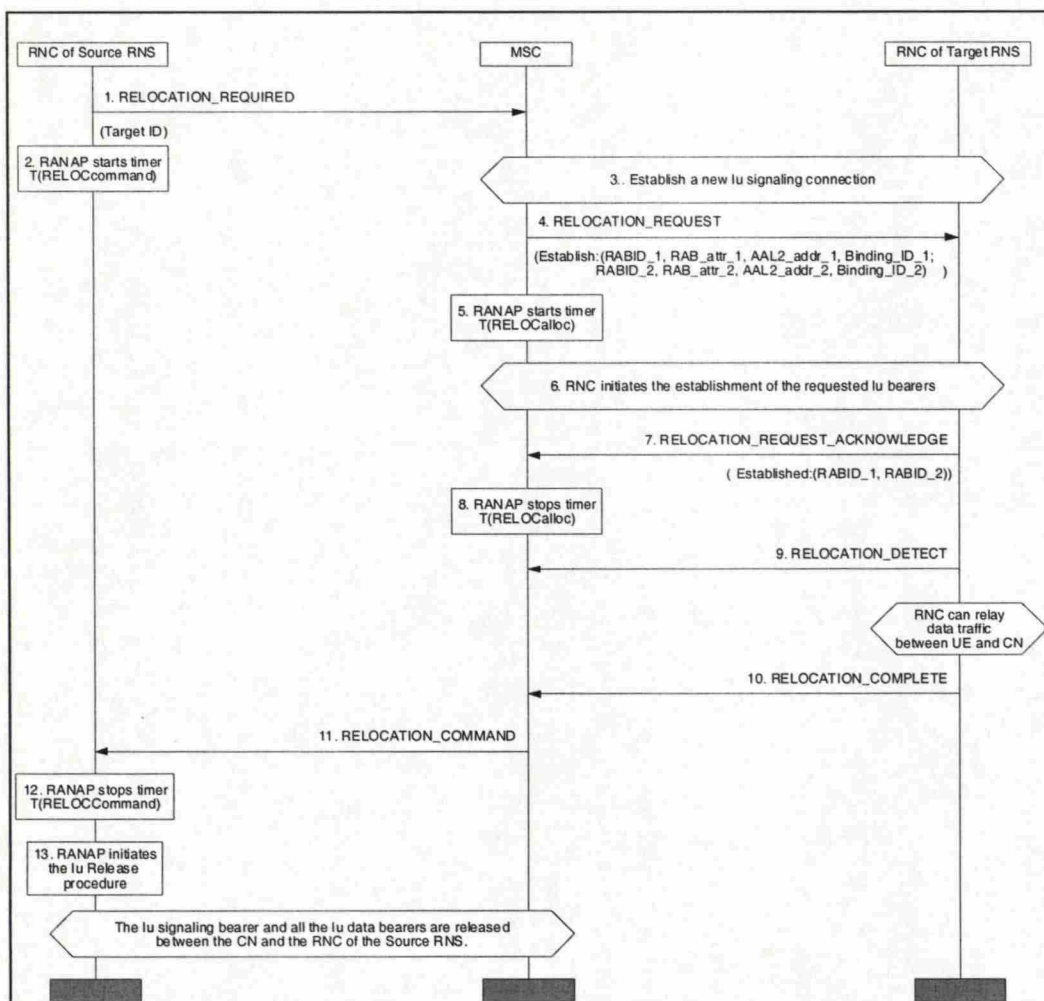 RNC of Source RNS
MSC
RNC of Target RNS
1. RELOCATION_REQUIRED
(Target ID)
2. RANAP starts timer
T(RELOCcommand)
3.. Establish a new Iu signaling connection
4. RELOCATION_REQUEST
(Establish:(RABID_1, RAB_attr_1, AAL2_addr_1, Binding_ID_1;
RABID_2, RAB_attr_2, AAL2_addr_2, Binding_ID_2) )
5. RANAP starts timer
T(RELOCalloc)
6. RNC initiates the establishment of the requested Iu bearers
7. RELOCATION_REQUEST_ACKNOWLEDGE
( Established:(RABID_1, RABID_2))
8. RANAP stops timer
T(RELOCalloc)
9. RELOCATION_DETECT
RNC can relay
data traffic
between UE and CN
10. RELOCATION_COMPLETE
11. RELOCATION_COMMAND
12. RANAP stops timer
T(RELOCCommand)
13. RANAP initiates
the Iu Release
procedure
The Iu signaling bearer and all the Iu data bearers are released
between the CN and the RNC of the Source RNS.